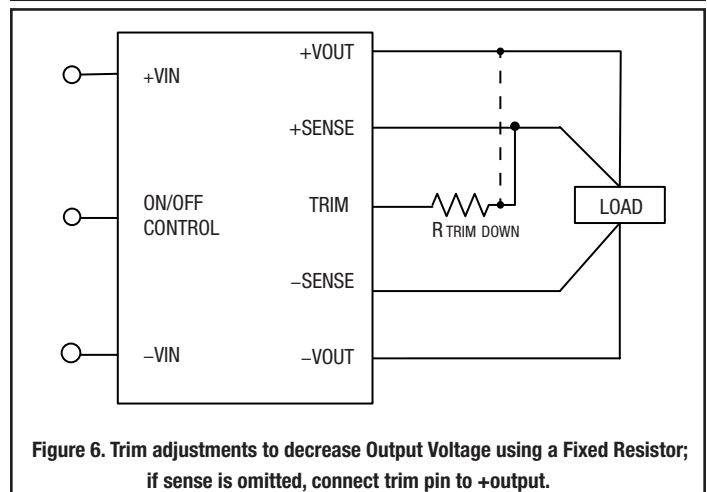 +VOUT
+VIN
+SENSE
ON/OFF
CONTROL
TRIM
LOAD
R TRIM DOWN
−SENSE
−VIN
−VOUT
Figure 6. Trim adjustments to decrease Output Voltage using a Fixed Resistor;
if sense is omitted, connect trim pin to +output.